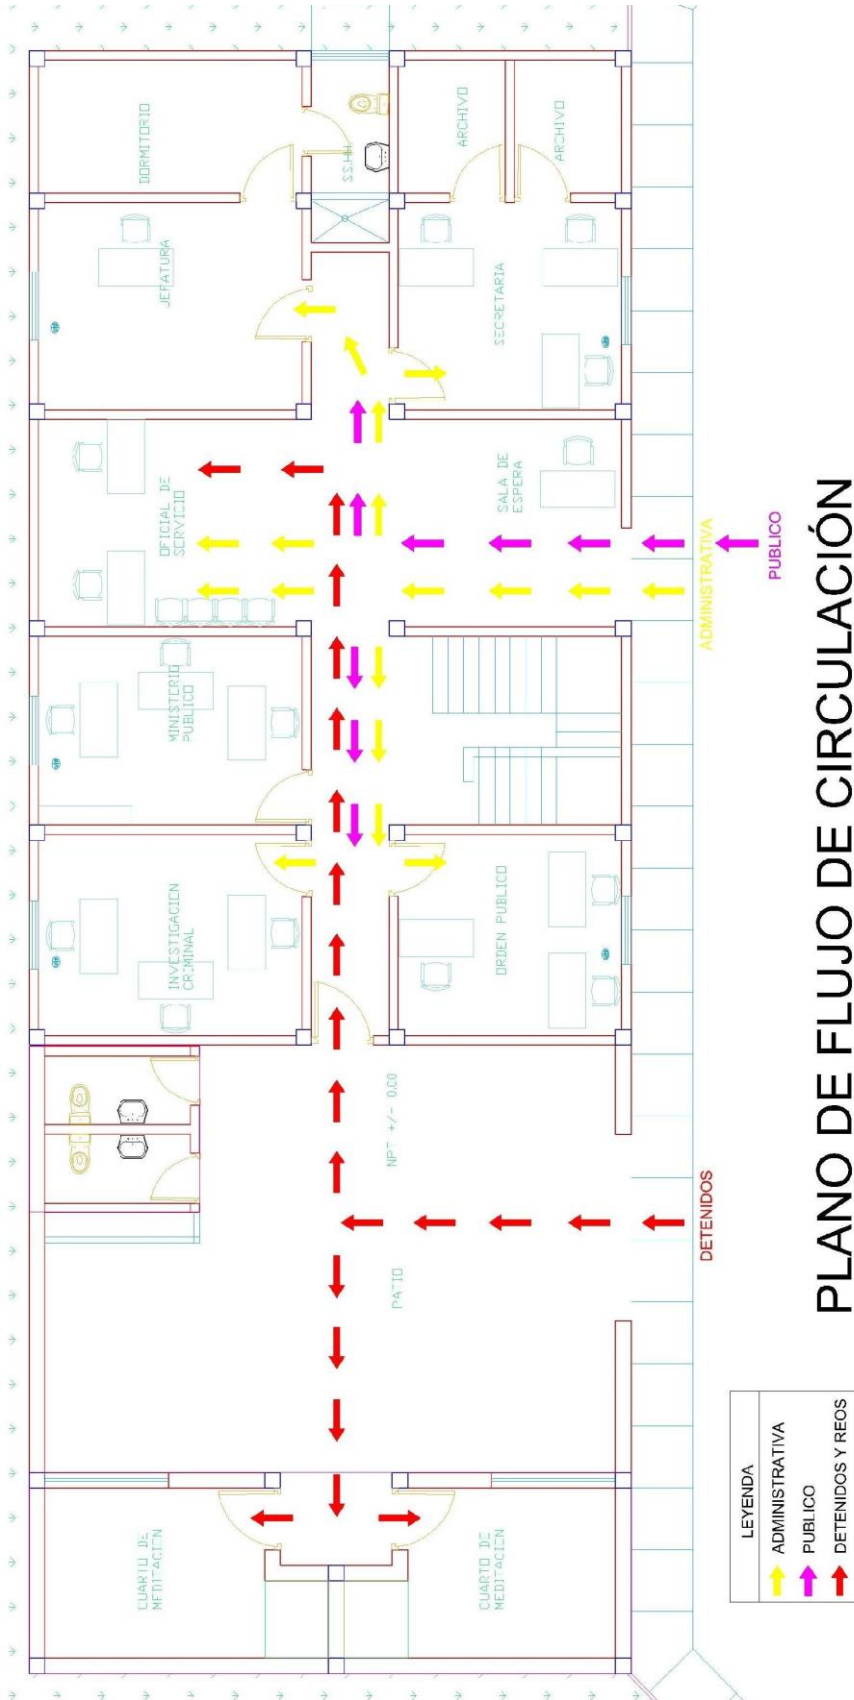 DORMITORIO
HH.SS
ARCHIVO
ARCHIVO
JEFATURA
SECRETARIA
OFICIAL DE
SERVICIO
SALA DE
ESPERA
MINISTERIO
PUBLICO
INVESTIGACION
CRIMINAL
ORDEN PUBLICO
NPT +/- 0.00
PATIO
CUARTO DE
MEDITACION
CUARTO DE
MEDITACION
ADMINISTRATIVA
PUBLICO
DETENIDOS
PLANO DE FLUJO DE CIRCULACIÓN
LEYENDA
ADMINISTRATIVA
PUBLICO
DETENIDOS Y REOS